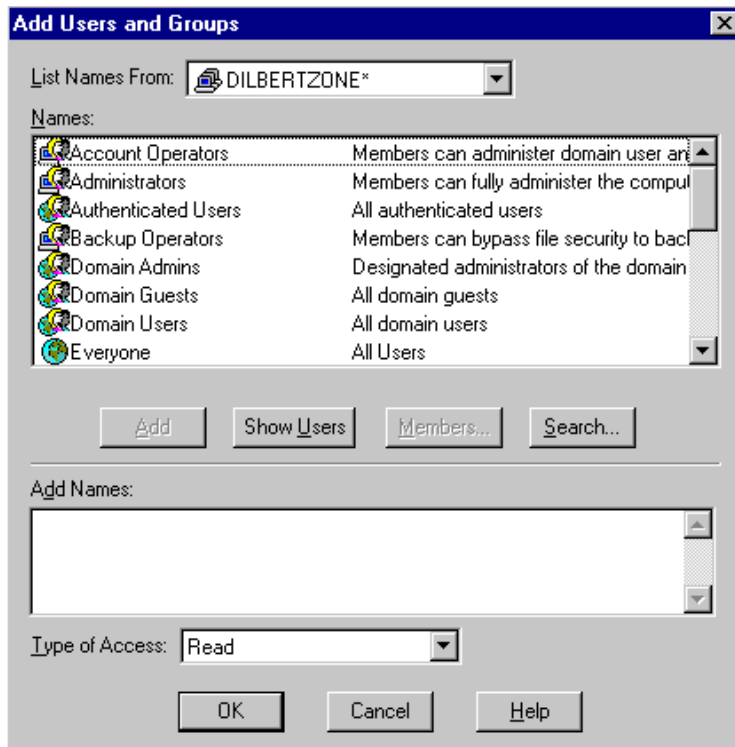 Add Users and Groups
List Names From: DILBERTZONE*
Names:
Account Operators Members can administer domain user an
Administrators Members can fully administer the comput
Authenticated Users All authenticated users
Backup Operators Members can bypass file security to bac
Domain Admins Designated administrators of the domain
Domain Guests All domain guests
Domain Users All domain users
Everyone All Users
Add Show Users Members... Search...
Add Names:
Type of Access: Read
OK Cancel Help